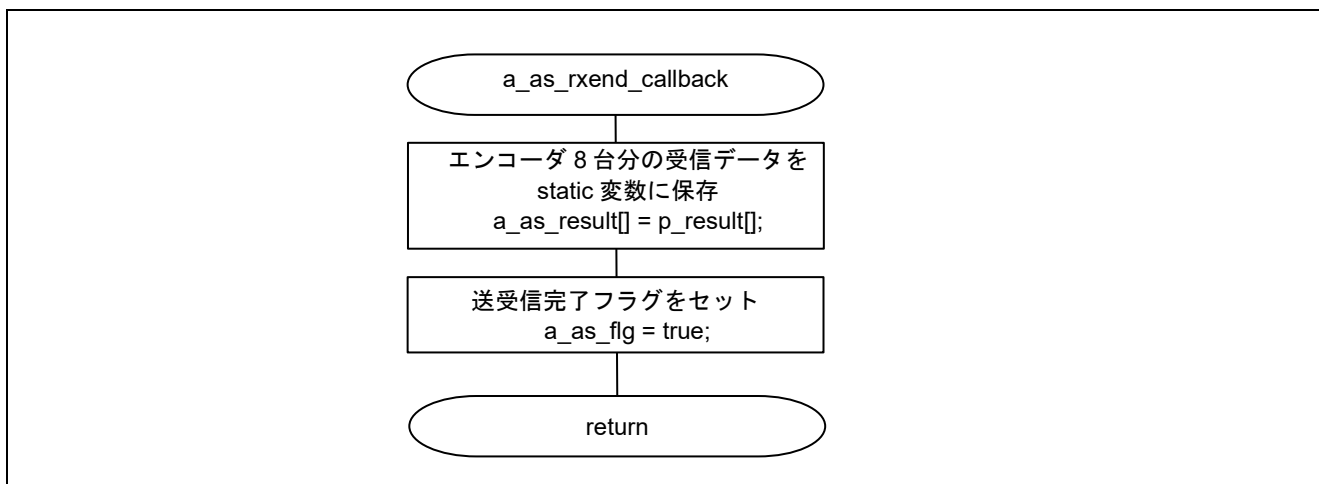 a_as_rxend_callback
エンコーダ 8 台分の受信データを
static 変数に保存
a_as_result[] = p_result[];
送受信完了フラグをセット
a_as_flg = true;
return